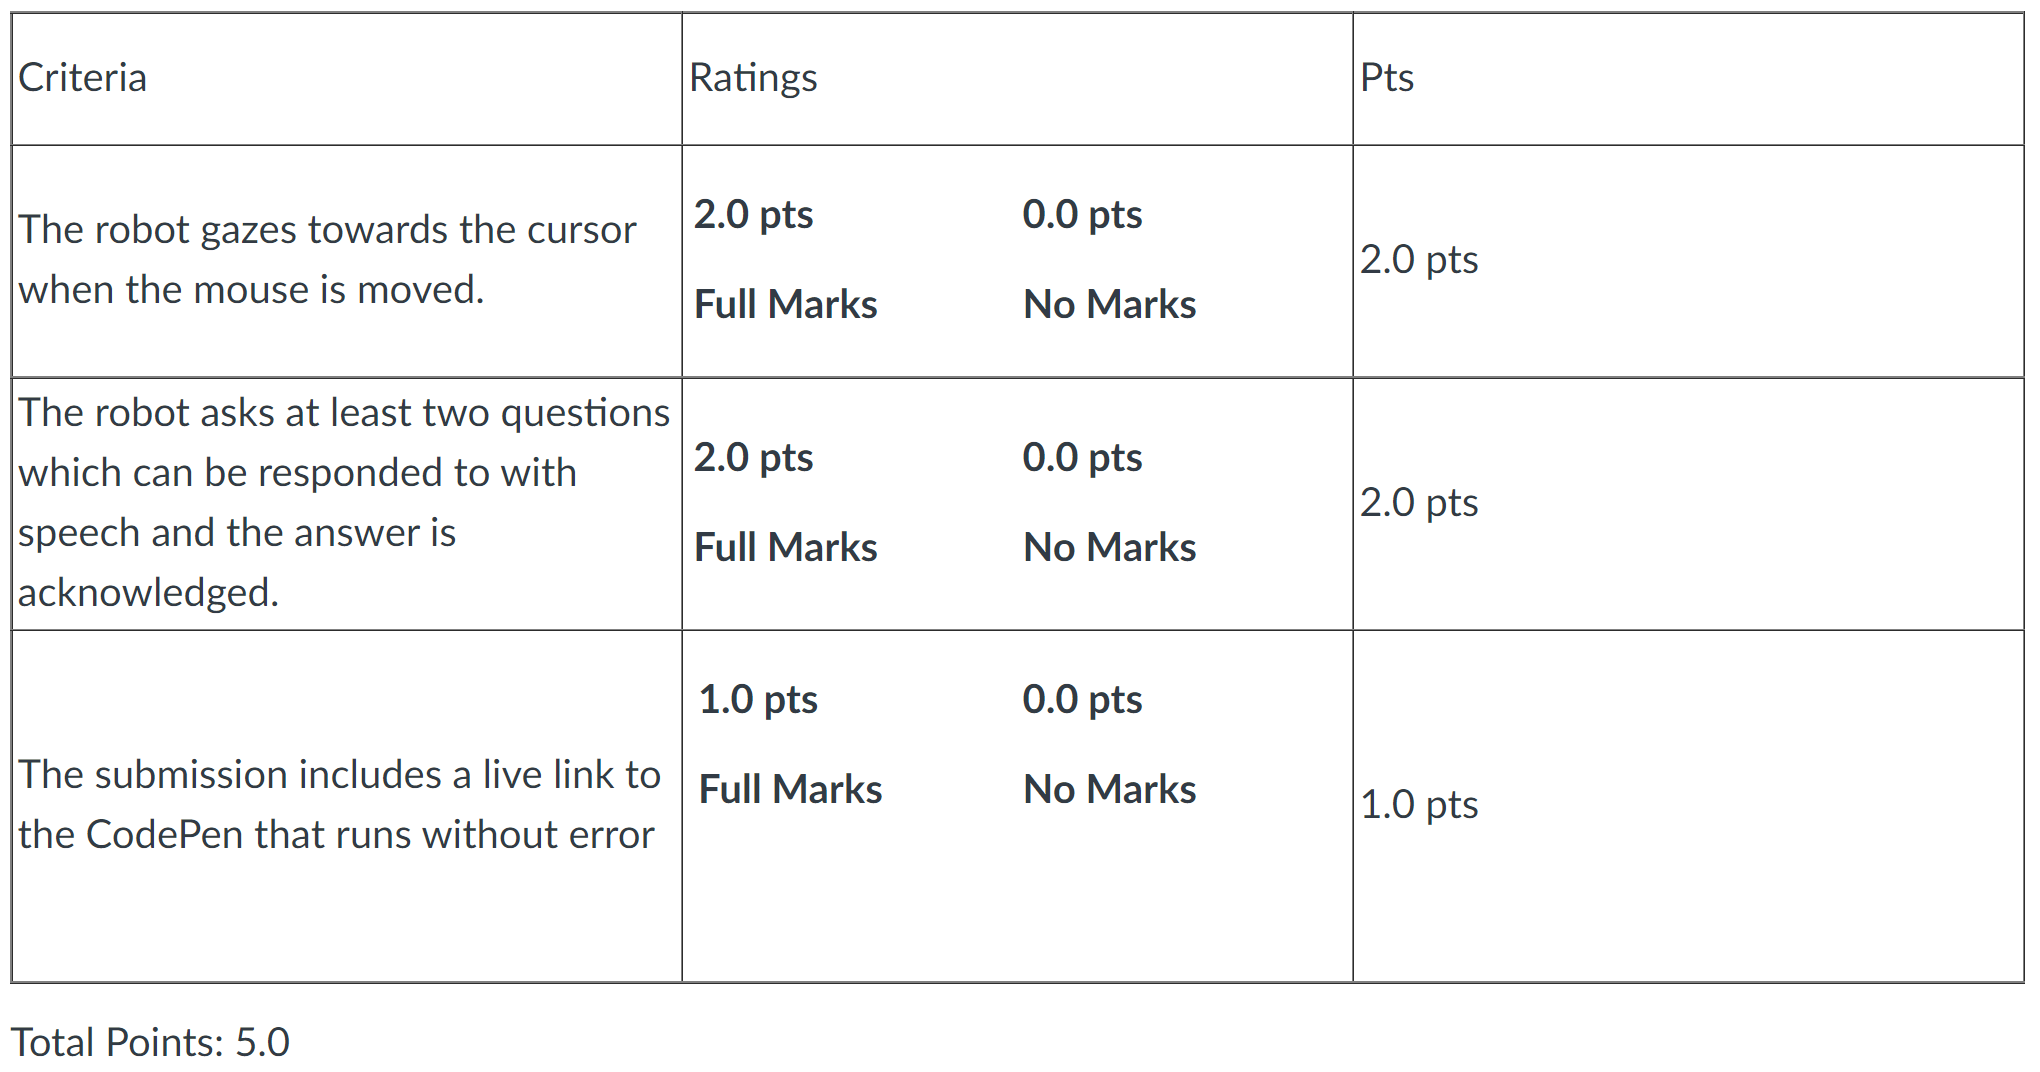 Criteria
Ratings
Pts
The robot gazes towards the cursor
when the mouse is moved.
2.0 pts
Full Marks
0.0 pts
No Marks
2.0 pts
The robot asks at least two questions
which can be responded to with
speech and the answer is
acknowledged.
2.0 pts
Full Marks
0.0 pts
No Marks
2.0 pts
The submission includes a live link to
the CodePen that runs without error
1.0 pts
Full Marks
0.0 pts
No Marks
1.0 pts
Total Points: 5.0